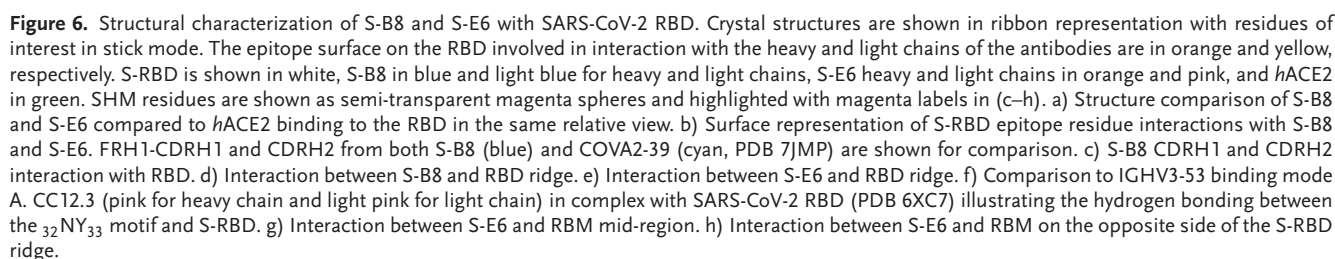 Figure 6. Structural characterization of S-B8 and S-E6 with SARS-CoV-2 RBD. Crystal structures are shown in ribbon representation with residues of
interest in stick mode. The epitope surface on the RBD involved in interaction with the heavy and light chains of the antibodies are in orange and yellow,
respectively. S-RBD is shown in white, S-B8 in blue and light blue for heavy and light chains, S-E6 heavy and light chains in orange and pink, and hACE2
in green. SHM residues are shown as semi-transparent magenta spheres and highlighted with magenta labels in (c–h). a) Structure comparison of S-B8
and S-E6 compared to hACE2 binding to the RBD in the same relative view. b) Surface representation of S-RBD epitope residue interactions with S-B8
and S-E6. FRH1-CDRH1 and CDRH2 from both S-B8 (blue) and COVA2-39 (cyan, PDB 7JMP) are shown for comparison. c) S-B8 CDRH1 and CDRH2
interaction with RBD. d) Interaction between S-B8 and RBD ridge. e) Interaction between S-E6 and RBD ridge. f) Comparison to IGHV3-53 binding mode
A. CC12.3 (pink for heavy chain and light pink for light chain) in complex with SARS-CoV-2 RBD (PDB 6XC7) illustrating the hydrogen bonding between
the ₃₂NY₃₃ motif and S-RBD. g) Interaction between S-E6 and RBM mid-region. h) Interaction between S-E6 and RBM on the opposite side of the S-RBD
ridge.